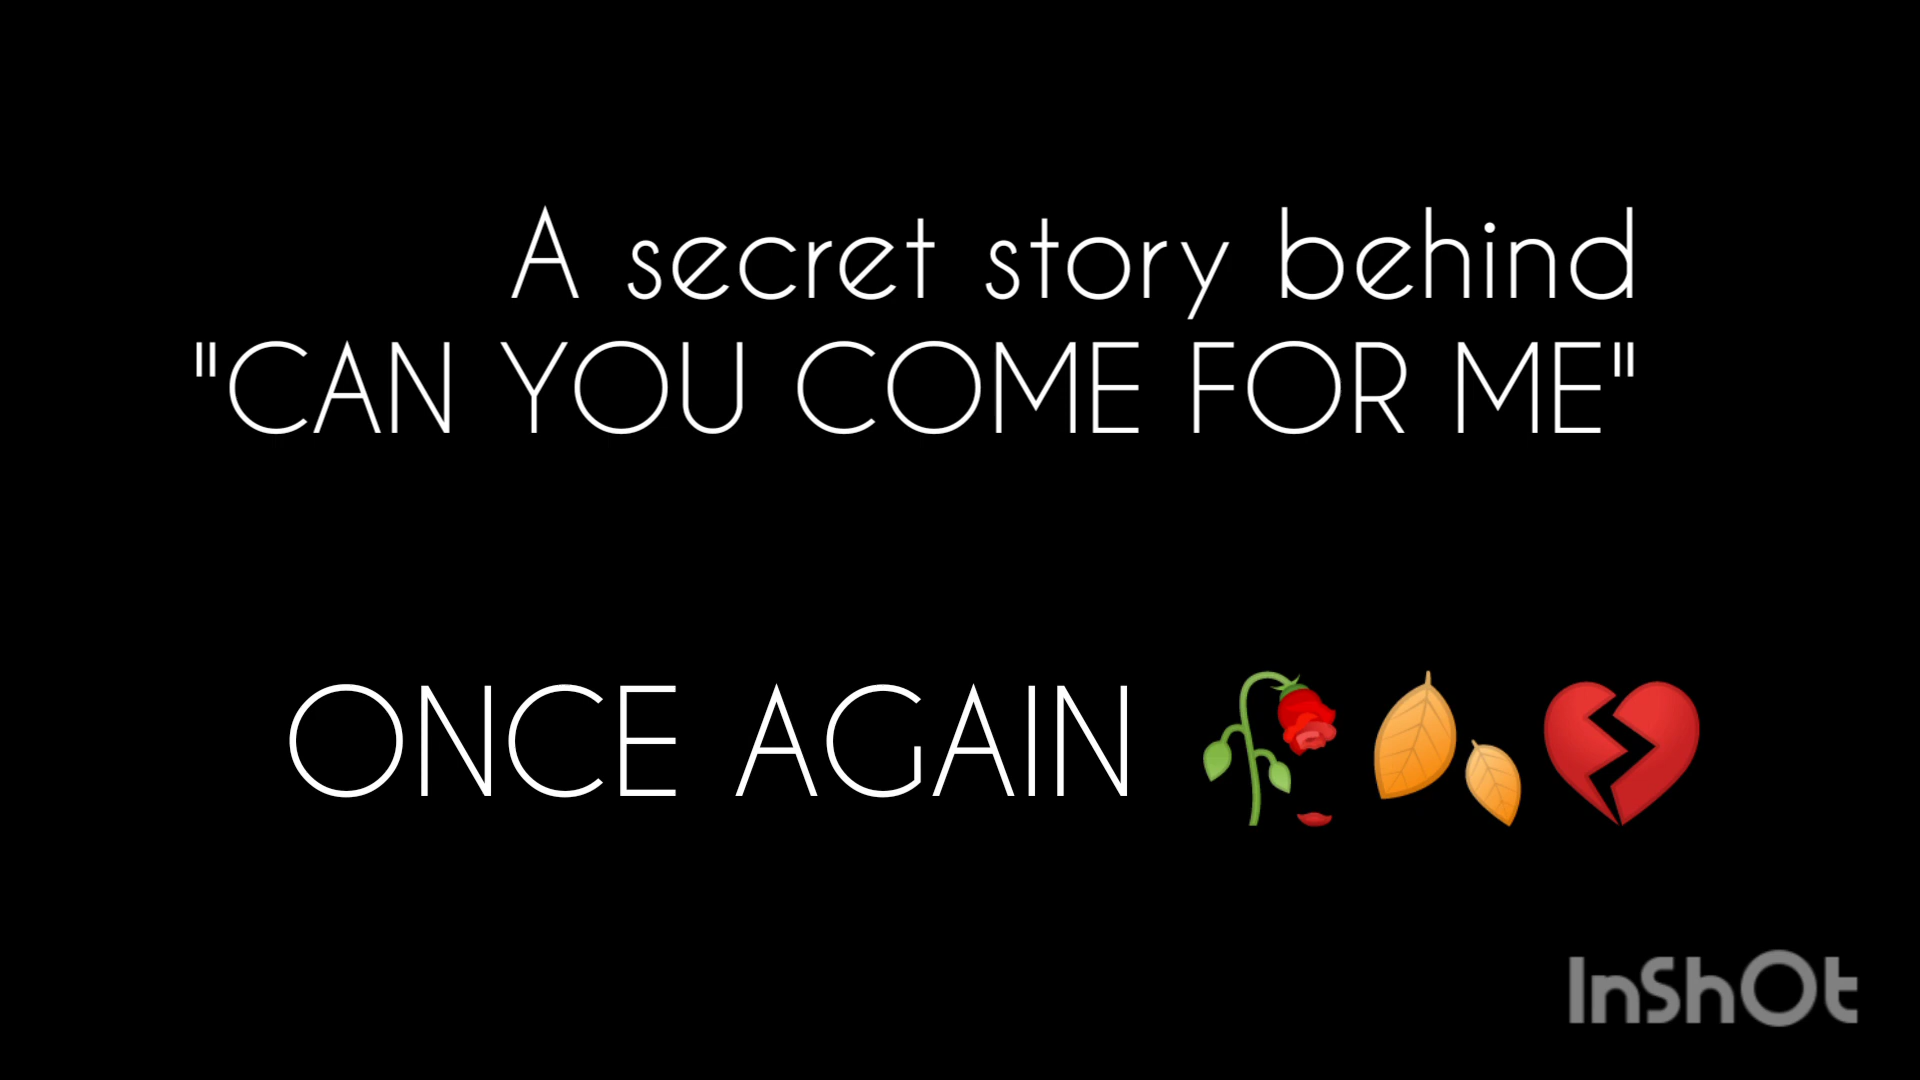 A secret story behind
"CAN YOU COME FOR ME"
ONCE AGAIN 🥀🍂💔
InShOt